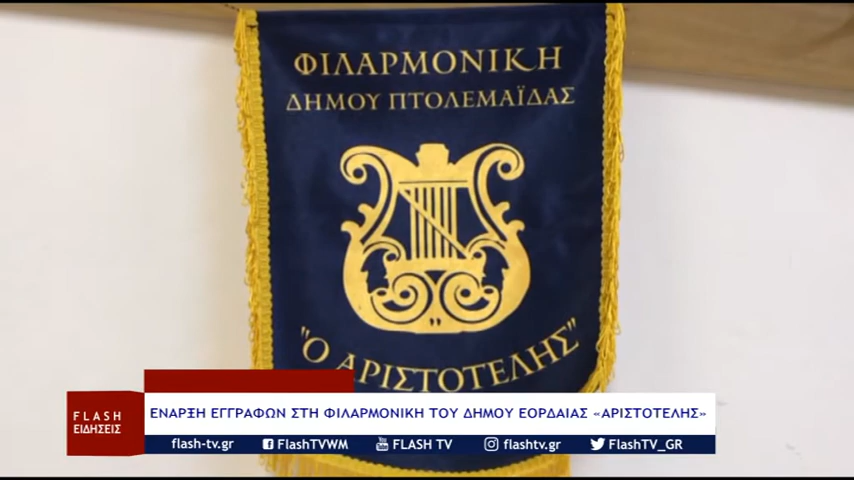 ΦΙΛΑΡΜΟΝΙΚΗ
ΔΗΜΟΥ ΠΤΟΛΕΜΑΪΔΑΣ
"Ο ΑΡΙΣΤΟΤΕΛΗΣ"
FLASH
ΕΙΔΗΣΕΙΣ
ΕΝΑΡΞΗ ΕΓΓΡΑΦΩΝ ΣΤΗ ΦΙΛΑΡΜΟΝΙΚΗ ΤΟΥ ΔΗΜΟΥ ΕΟΡΔΑΙΑΣ «ΑΡΙΣΤΟΤΕΛΗΣ»
flash-tv.gr FlashTVWM FLASH TV flashtv.gr FlashTV_GR